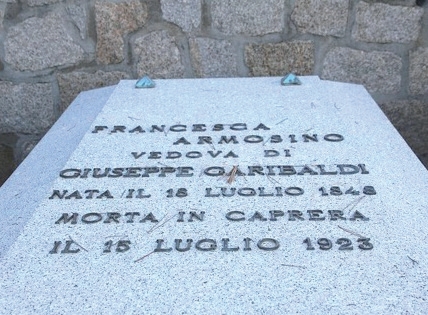 FRANCESCA
ARMOSINO
VEDOVA DI
GIUSEPPE GARIBALDI
NATA IL 18 LUGLIO 1848
MORTA IN CAPRERA
IL 15 LUGLIO 1923